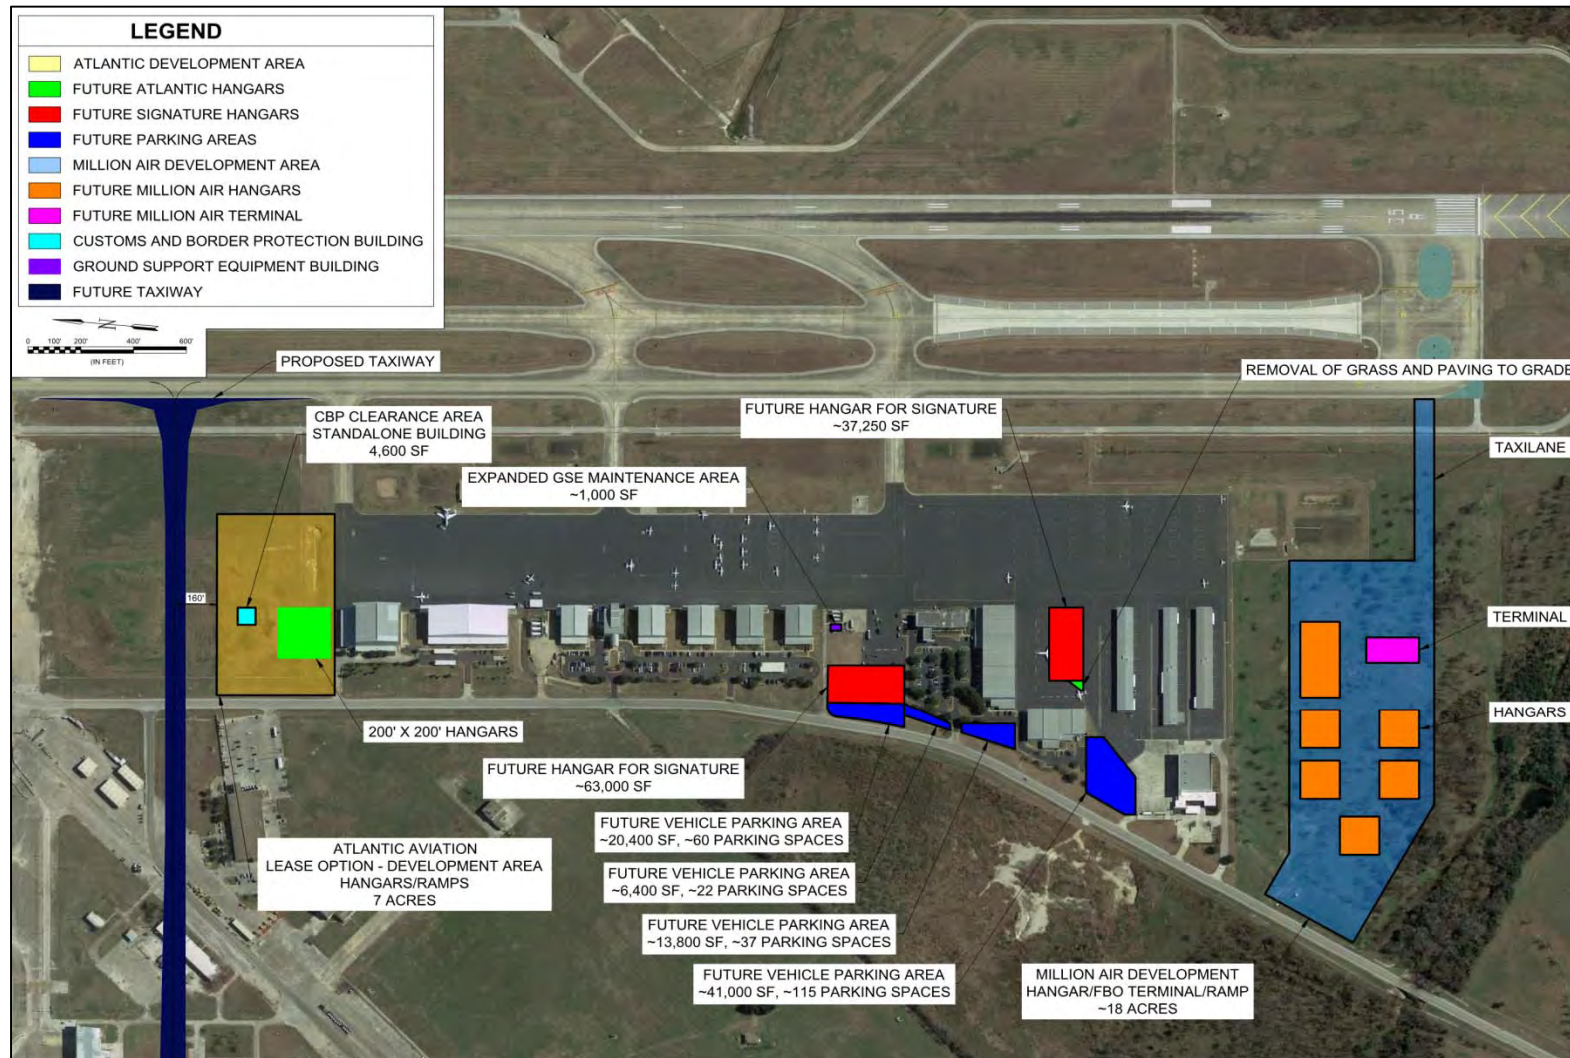 LEGEND
ATLANTIC DEVELOPMENT AREA
FUTURE ATLANTIC HANGARS
FUTURE SIGNATURE HANGARS
FUTURE PARKING AREAS
MILLION AIR DEVELOPMENT AREA
FUTURE MILLION AIR HANGARS
FUTURE MILLION AIR TERMINAL
CUSTOMS AND BORDER PROTECTION BUILDING
GROUND SUPPORT EQUIPMENT BUILDING
FUTURE TAXIWAY
N
0 100' 200' 400' 600'
(IN FEET)
PROPOSED TAXIWAY
REMOVAL OF GRASS AND PAVING TO GRADE
CBP CLEARANCE AREA
STANDALONE BUILDING
4,600 SF
FUTURE HANGAR FOR SIGNATURE
~37,250 SF
TAXILANE
EXPANDED GSE MAINTENANCE AREA
~1,000 SF
160'
TERMINAL
HANGARS
200' X 200' HANGARS
FUTURE HANGAR FOR SIGNATURE
~63,000 SF
FUTURE VEHICLE PARKING AREA
~20,400 SF, ~60 PARKING SPACES
ATLANTIC AVIATION
LEASE OPTION - DEVELOPMENT AREA
HANGARS/RAMPS
7 ACRES
FUTURE VEHICLE PARKING AREA
~6,400 SF, ~22 PARKING SPACES
FUTURE VEHICLE PARKING AREA
~13,800 SF, ~37 PARKING SPACES
FUTURE VEHICLE PARKING AREA
~41,000 SF, ~115 PARKING SPACES
MILLION AIR DEVELOPMENT
HANGAR/FBO TERMINAL/RAMP
~18 ACRES